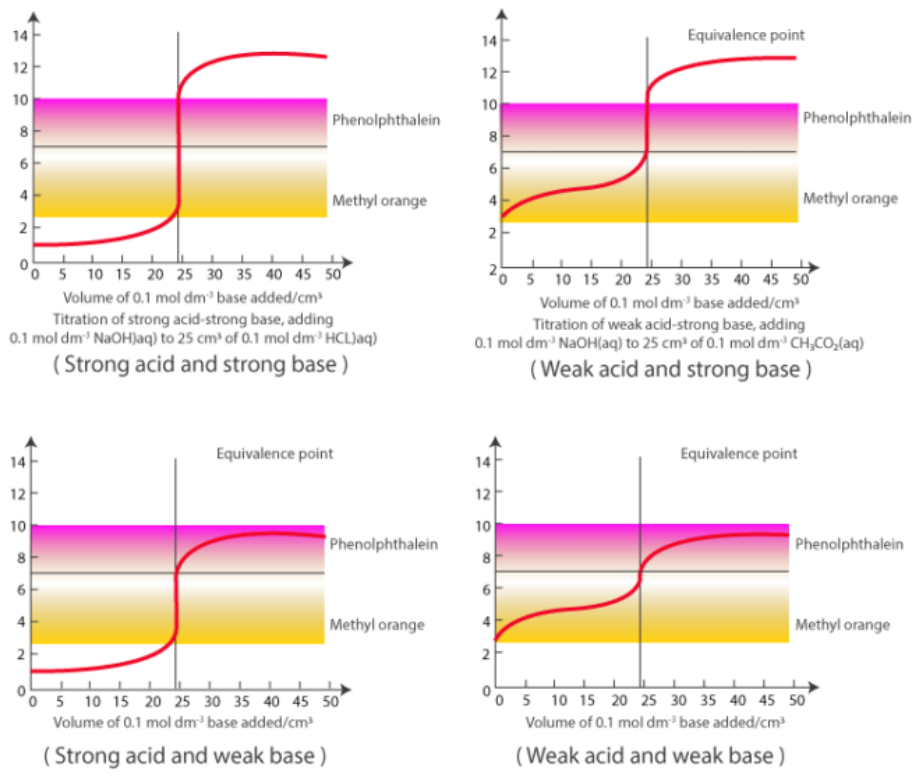 14
12
10
8
6
4
2
0
Phenolphthalein
Methyl orange
0 5 10 15 20 25 30 35 40 45 50
Volume of 0.1 mol dm⁻³ base added/cm³
Titration of strong acid-strong base, adding
0.1 mol dm⁻³ NaOH)aq) to 25 cm³ of 0.1 mol dm⁻³ HCL)aq)
( Strong acid and strong base )
Equivalence point
14
12
10
8
6
4
2
2
Phenolphthalein
Methyl orange
0 5 10 15 20 25 30 35 40 45 50
Volume of 0.1 mol dm⁻³ base added/cm³
Titration of weak acid-strong base, adding
0.1 mol dm⁻³ NaOH(aq) to 25 cm³ of 0.1 mol dm⁻³ CH₃CO₂(aq)
( Weak acid and strong base )
Equivalence point
14
12
10
8
6
4
2
0
Phenolphthalein
Methyl orange
0 5 10 15 20 25 30 35 40 45 50
Volume of 0.1 mol dm⁻³ base added/cm³
( Strong acid and weak base )
Equivalence point
14
12
10
8
6
4
2
0
Phenolphthalein
Methyl orange
0 5 10 15 20 25 30 35 40 45 50
Volume of 0.1 mol dm⁻³ base added/cm³
( Weak acid and weak base )